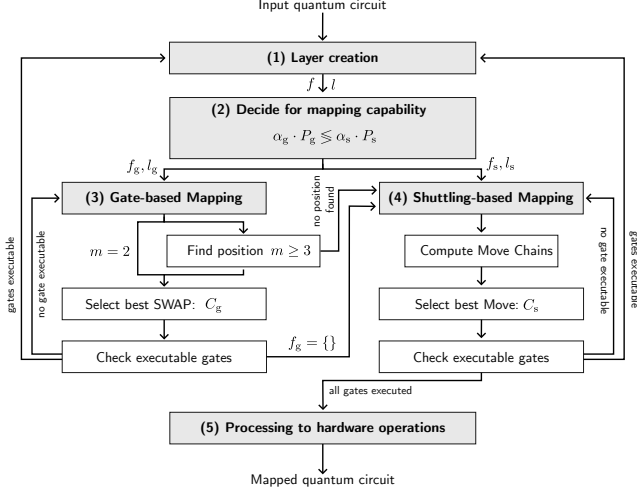 Input quantum circuit
(1) Layer creation
f l
(2) Decide for mapping capability
α_g · P_g ≶ α_s · P_s
f_g, l_g
f_s, l_s
(3) Gate-based Mapping
no position
found
(4) Shuttling-based Mapping
m = 2
Find position m ≥ 3
Compute Move Chains
gates executable
no gate executable
no gate executable
gates executable
Select best SWAP: C_g
Select best Move: C_s
Check executable gates
f_g = {}
Check executable gates
all gates executed
(5) Processing to hardware operations
Mapped quantum circuit